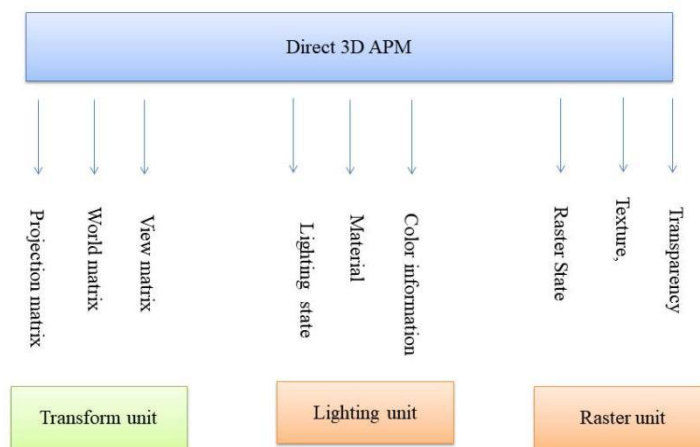 Direct 3D APM
Projection matrix
World matrix
View matrix
Lighting state
Material
Color information
Raster State
Texture,
Transparency
Transform unit
Lighting unit
Raster unit